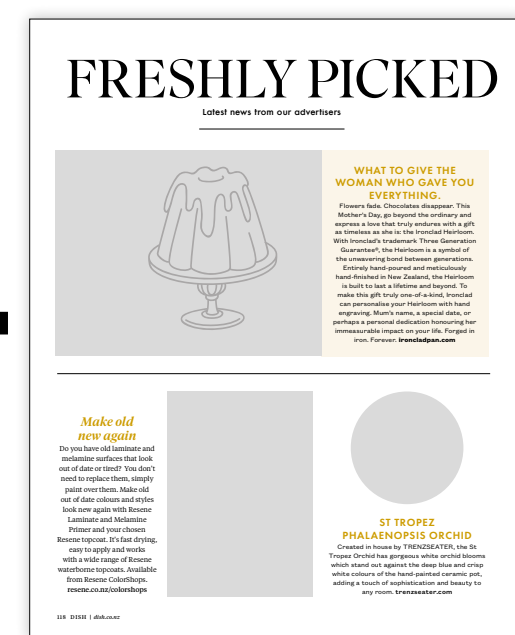 FRESHLY PICKED
Latest news from our advertisers
WHAT TO GIVE THE
WOMAN WHO GAVE YOU
EVERYTHING.
Flowers fade. Chocolates disappear. This
Mother's Day, go beyond the ordinary and
express a love that truly endures with a gift
as timeless as she is: the Ironclad Heirloom.
With Ironclad's trademark Three Generation
Guarantee®, the Heirloom is a symbol of
the unwavering bond between generations.
Entirely hand-poured and meticulously
hand-finished in New Zealand, the Heirloom
is built to last a lifetime and beyond. To
make this gift truly one-of-a-kind, Ironclad
can personalise your Heirloom with hand
engraving. Mum's name, a special date, or
perhaps a personal dedication honouring her
immeasurable impact on your life. Forged in
iron. Forever. ironcladpan.com
Make old
new again
Do you have old laminate and
melamine surfaces that look
out of date or tired? You don't
need to replace them, simply
paint over them. Make old
out of date colours and styles
look new again with Resene
Laminate and Melamine
Primer and your chosen
Resene topcoat. It's fast drying,
easy to apply and works
with a wide range of Resene
waterborne topcoats. Available
from Resene ColorShops.
resene.co.nz/colorshops
ST TROPEZ
PHALAENOPSIS ORCHID
Created in house by TRENZSEATER, the St
Tropez Orchid has gorgeous white orchid blooms
which stand out against the deep blue and crisp
white colours of the hand-painted ceramic pot,
adding a touch of sophistication and beauty to
any room. trenzseater.com
118 DISH | dish.co.nz